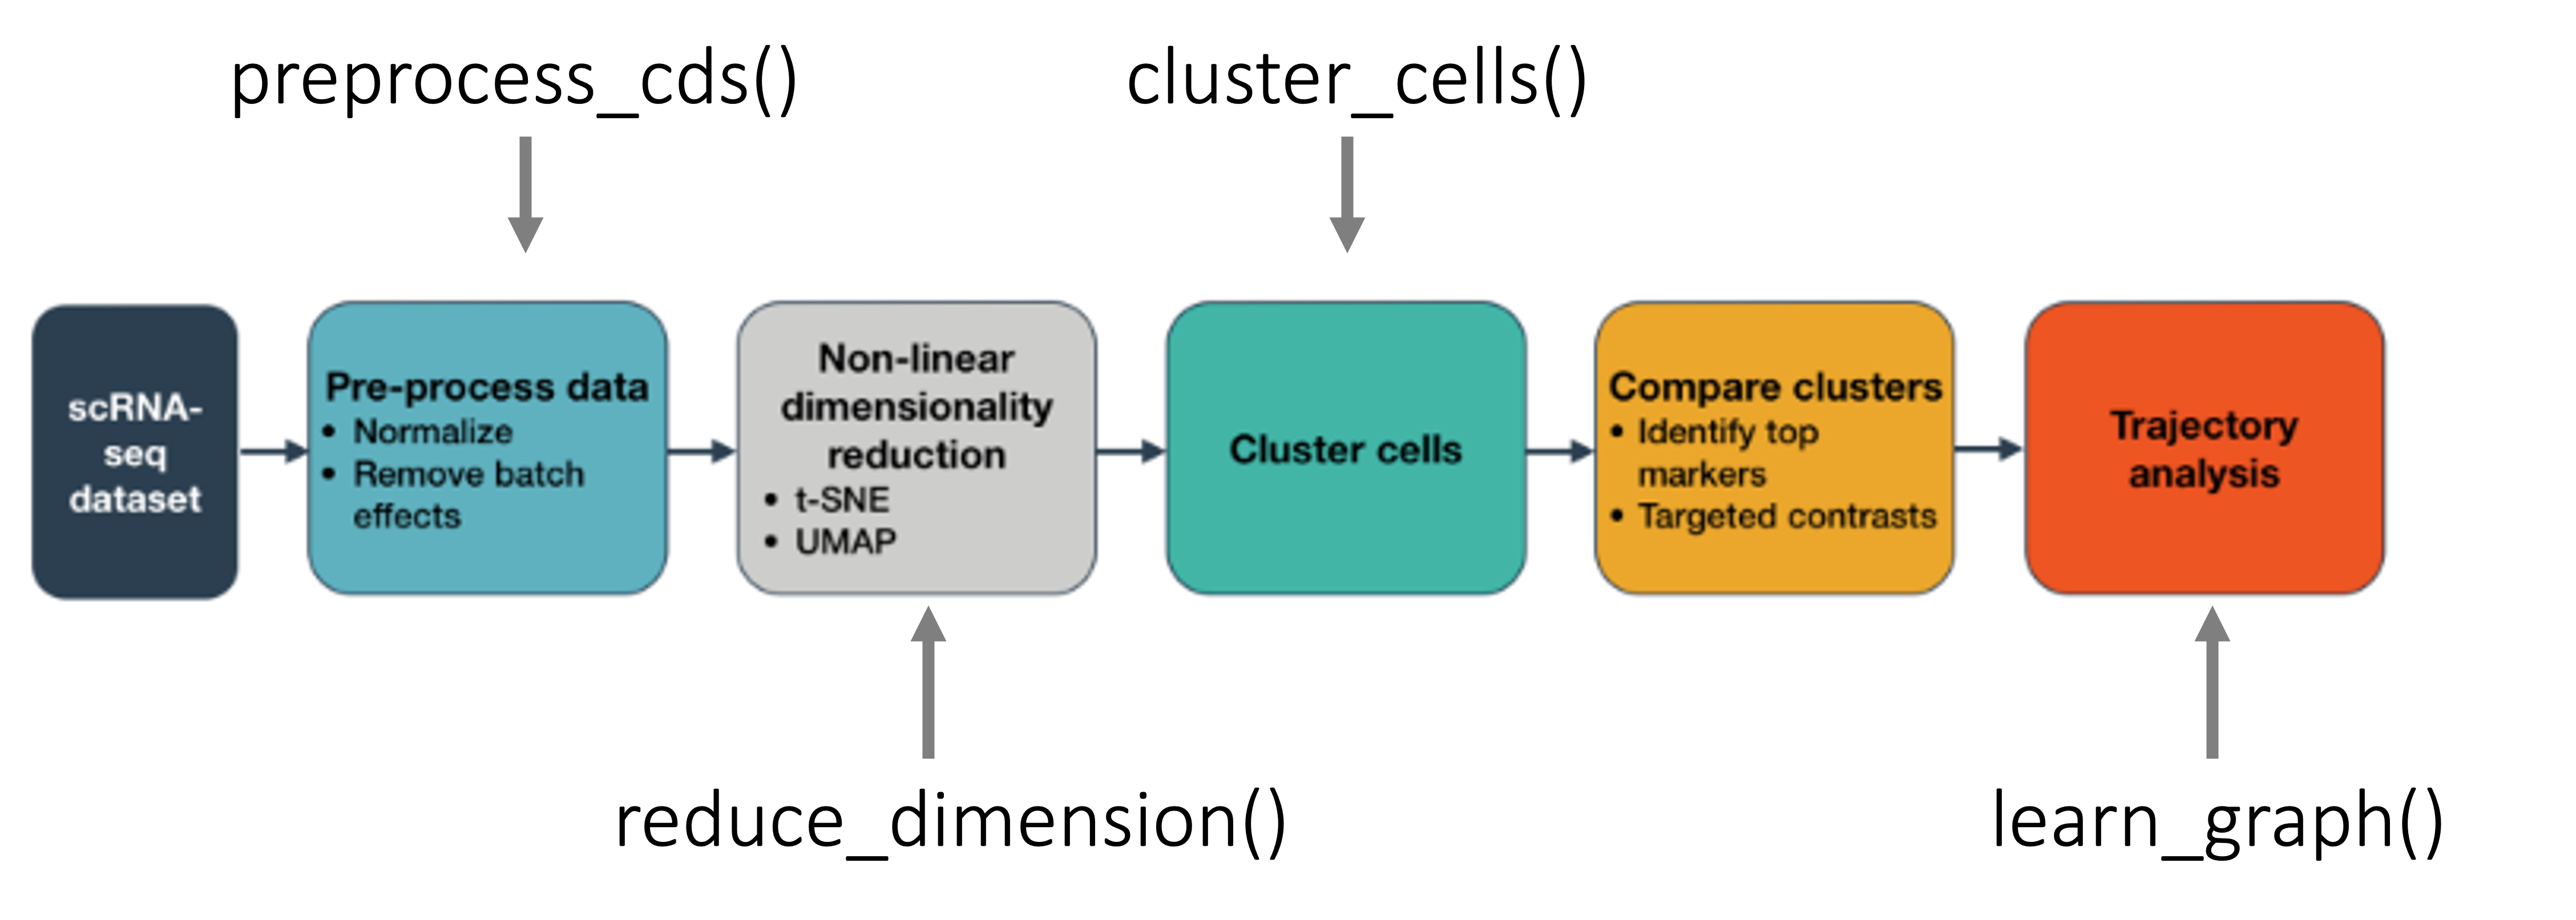 preprocess_cds()
cluster_cells()
scRNA-
seq
dataset
Pre-process data
• Normalize
• Remove batch
effects
Non-linear
dimensionality
reduction
• t-SNE
• UMAP
Cluster cells
Compare clusters
• Identify top
markers
• Targeted contrasts
Trajectory
analysis
reduce_dimension()
learn_graph()